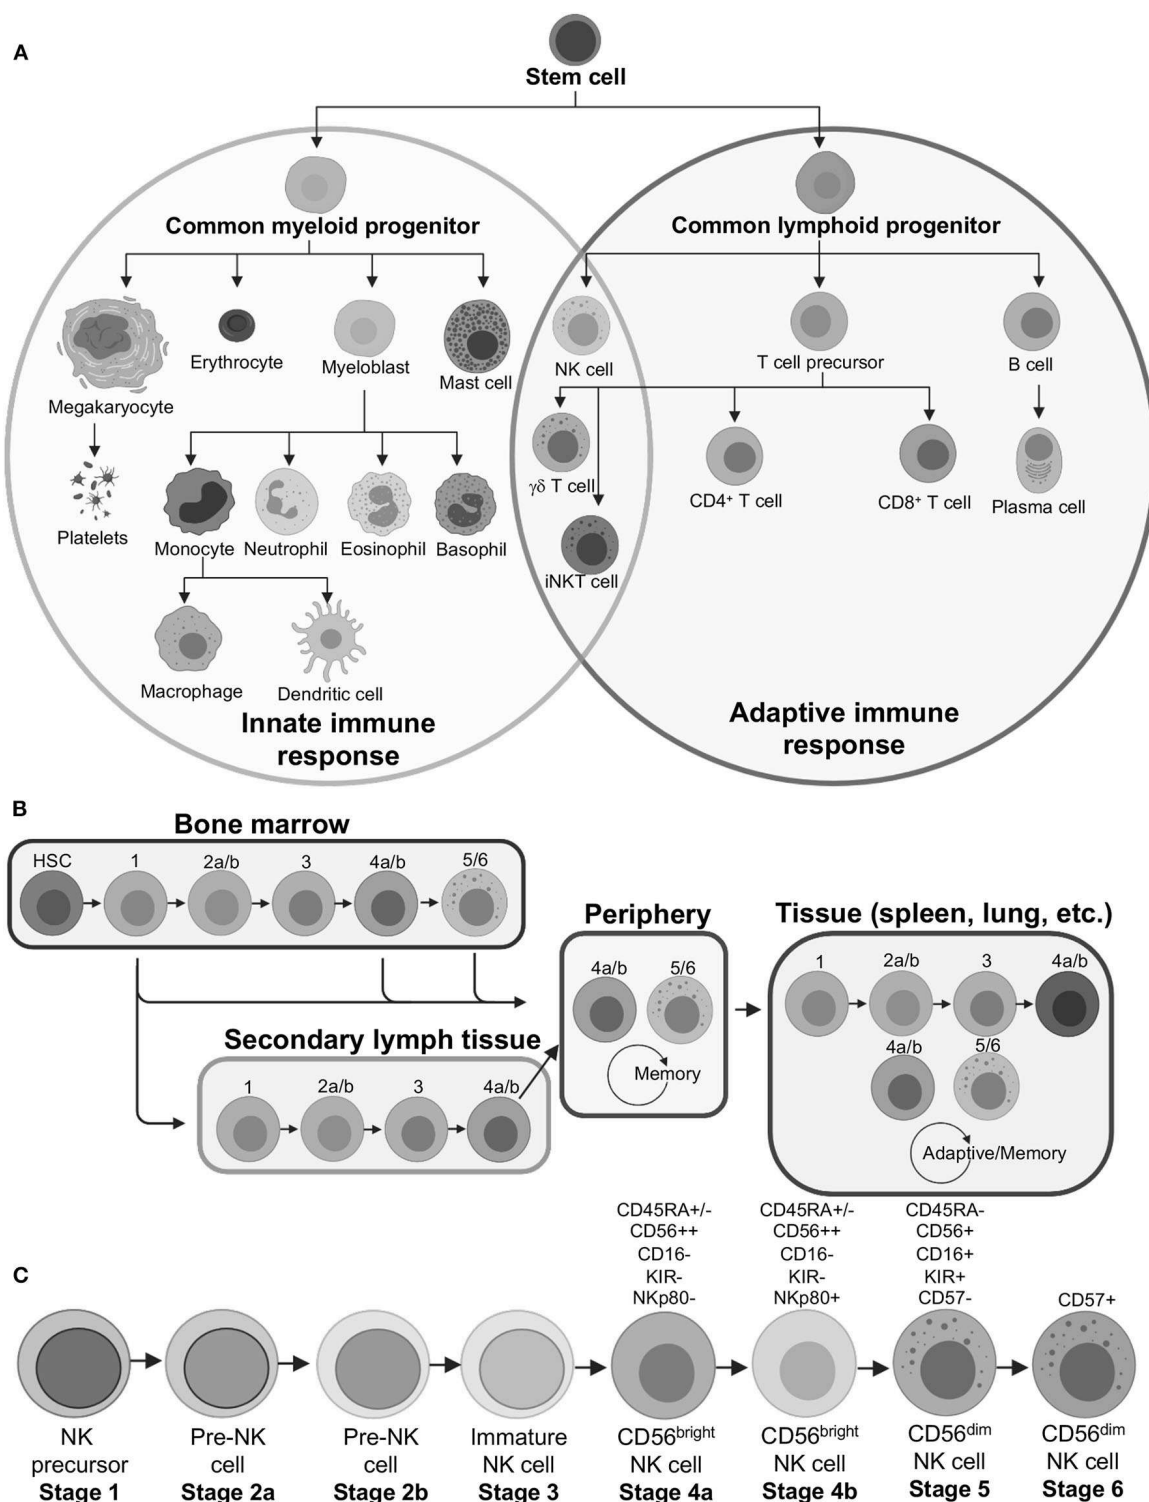 A
Stem cell
Common myeloid progenitor
Common lymphoid progenitor
Megakaryocyte
Erythrocyte
Myeloblast
Mast cell
NK cell
T cell precursor
B cell
Platelets
Monocyte
Neutrophil
Eosinophil
Basophil
γδ T cell
iNKT cell
CD4⁺ T cell
CD8⁺ T cell
Plasma cell
Macrophage
Dendritic cell
Innate immune
response
Adaptive immune
response
B
Bone marrow
HSC 1 2a/b 3 4a/b 5/6
Periphery
4a/b 5/6
Memory
Tissue (spleen, lung, etc.)
1 2a/b 3 4a/b
4a/b 5/6
Adaptive/Memory
Secondary lymph tissue
1 2a/b 3 4a/b
C
CD45RA+/-
CD56++
CD16-
KIR-
NKp80-
CD45RA+/-
CD56++
CD16-
KIR-
NKp80+
CD45RA-
CD56+
CD16+
KIR+
CD57-
CD57+
NK
precursor
Stage 1
Pre-NK
cell
Stage 2a
Pre-NK
cell
Stage 2b
Immature
NK cell
Stage 3
CD56bright
NK cell
Stage 4a
CD56bright
NK cell
Stage 4b
CD56dim
NK cell
Stage 5
CD56dim
NK cell
Stage 6